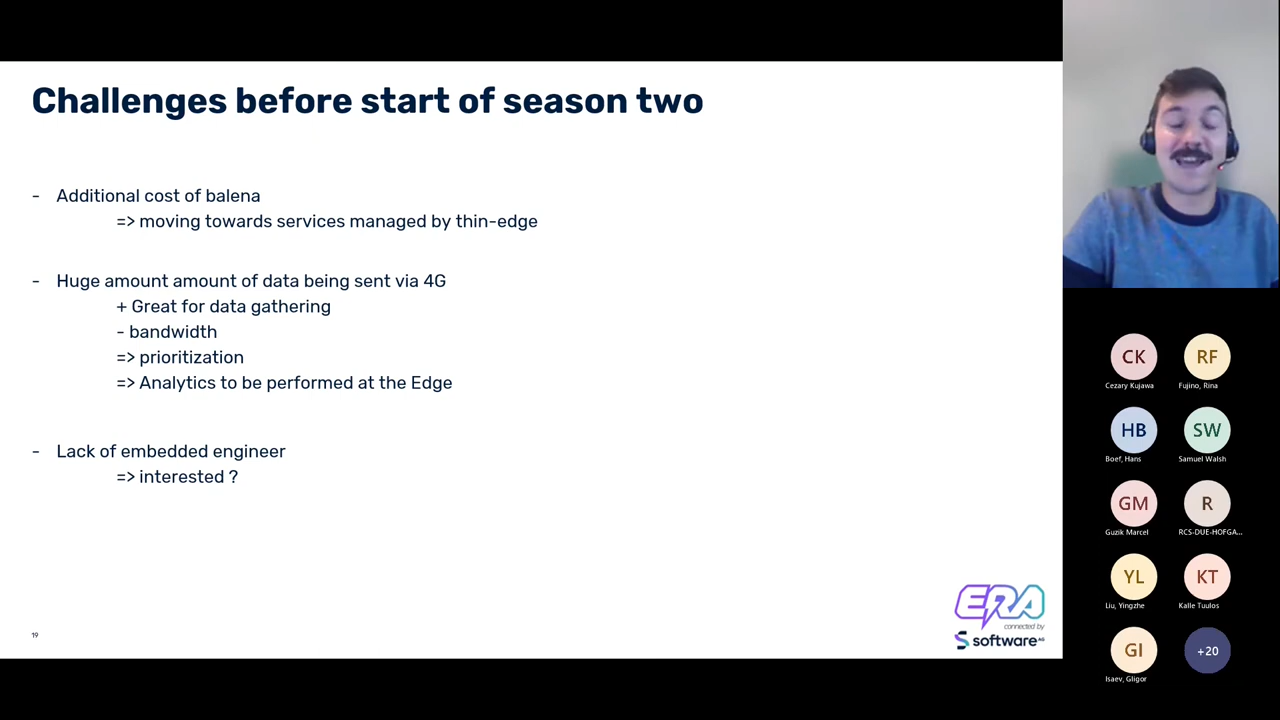 Challenges before start of season two
- Additional cost of balena
=> moving towards services managed by thin-edge
- Huge amount amount of data being sent via 4G
+ Great for data gathering
- bandwidth
=> prioritization
=> Analytics to be performed at the Edge
- Lack of embedded engineer
=> interested ?
19
ERA
connected by
software AG
CK RF
Cezary Kujawa Fujino, Rina
HB SW
Boef, Hans Samuel Walsh
GM R
Guzik Marcel RCS-DUE-HOFGA...
YL KT
Liu, Yingzhe Kalle Tuulos
GI +20
Isaev, Gligor